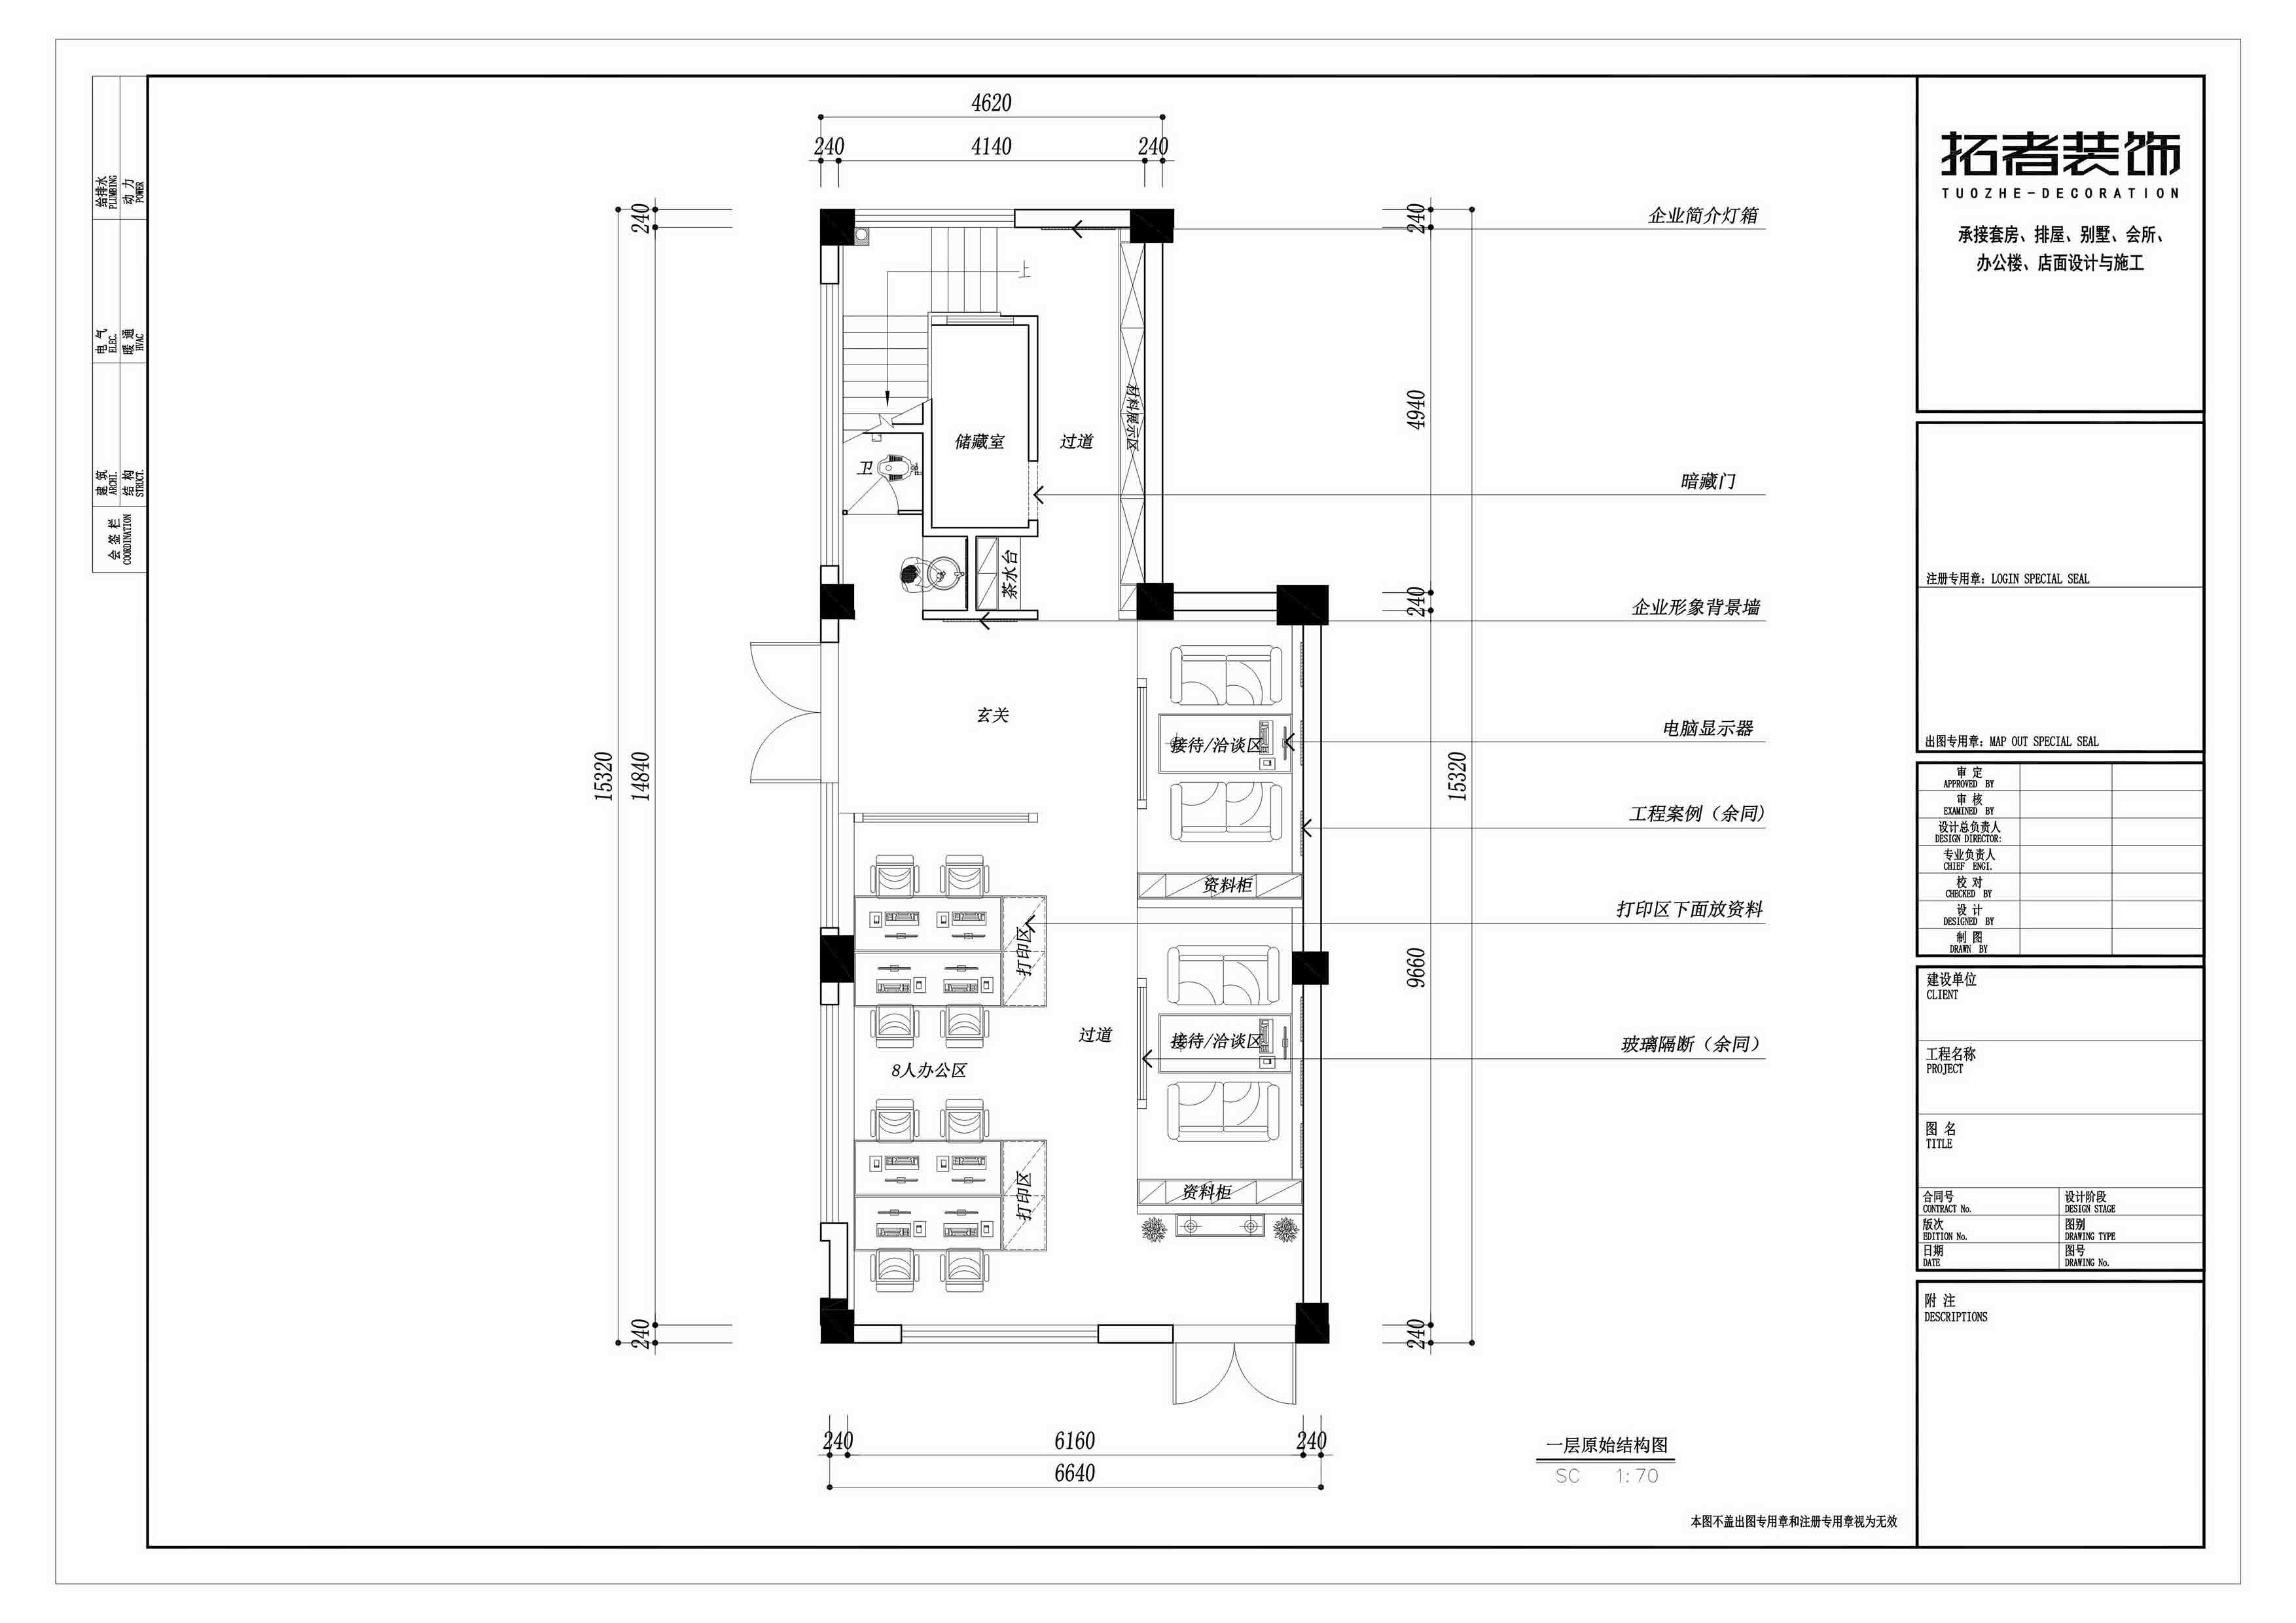 给排水
PLUMBING
动 力
POWER
电 气
ELEC.
暖 通
HVAC
建 筑
ARCHI.
结 构
STRUCT.
会 签 栏
COORDINATION
4620
240
4140
240
240
15320
14840
240
240
4940
240
15320
9660
240
240
6160
240
6640
上
储藏室
过道
材料展示区
卫
茶水台
玄关
接待/洽谈区
资料柜
打印区
过道
接待/洽谈区
8人办公区
打印区
资料柜
企业简介灯箱
暗藏门
企业形象背景墙
电脑显示器
工程案例（余同）
打印区下面放资料
玻璃隔断（余同）
一层原始结构图
SC 1:70
本图不盖出图专用章和注册专用章视为无效
拓者装饰
TUOZHE-DECORATION
承接套房、排屋、别墅、会所、
办公楼、店面设计与施工
注册专用章：LOGIN SPECIAL SEAL
出图专用章：MAP OUT SPECIAL SEAL
审 定
APPROVED BY
审 核
EXAMINED BY
设计总负责人
DESIGN DIRECTOR:
专业负责人
CHIEF ENGI.
校 对
CHECKED BY
设 计
DESIGNED BY
制 图
DRAWN BY
建设单位
CLIENT
工程名称
PROJECT
图 名
TITLE
合同号
CONTRACT No.
设计阶段
DESIGN STAGE
版次
EDITION No.
图别
DRAWING TYPE
日期
DATE
图号
DRAWING No.
附 注
DESCRIPTIONS